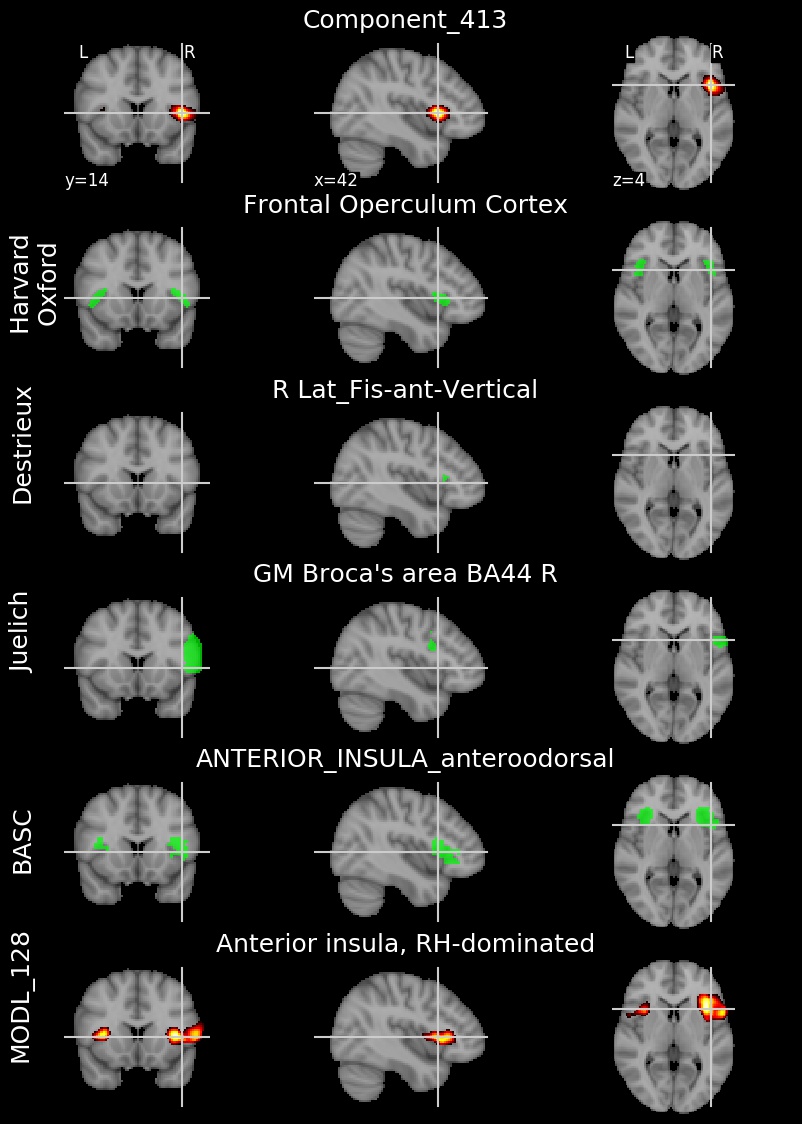 Component_413
L R
L R
y=14
x=42
z=4
Frontal Operculum Cortex
Harvard
Oxford
R Lat_Fis-ant-Vertical
Destrieux
GM Broca's area BA44 R
Juelich
ANTERIOR_INSULA_anteroodorsal
BASC
Anterior insula, RH-dominated
MODL_128